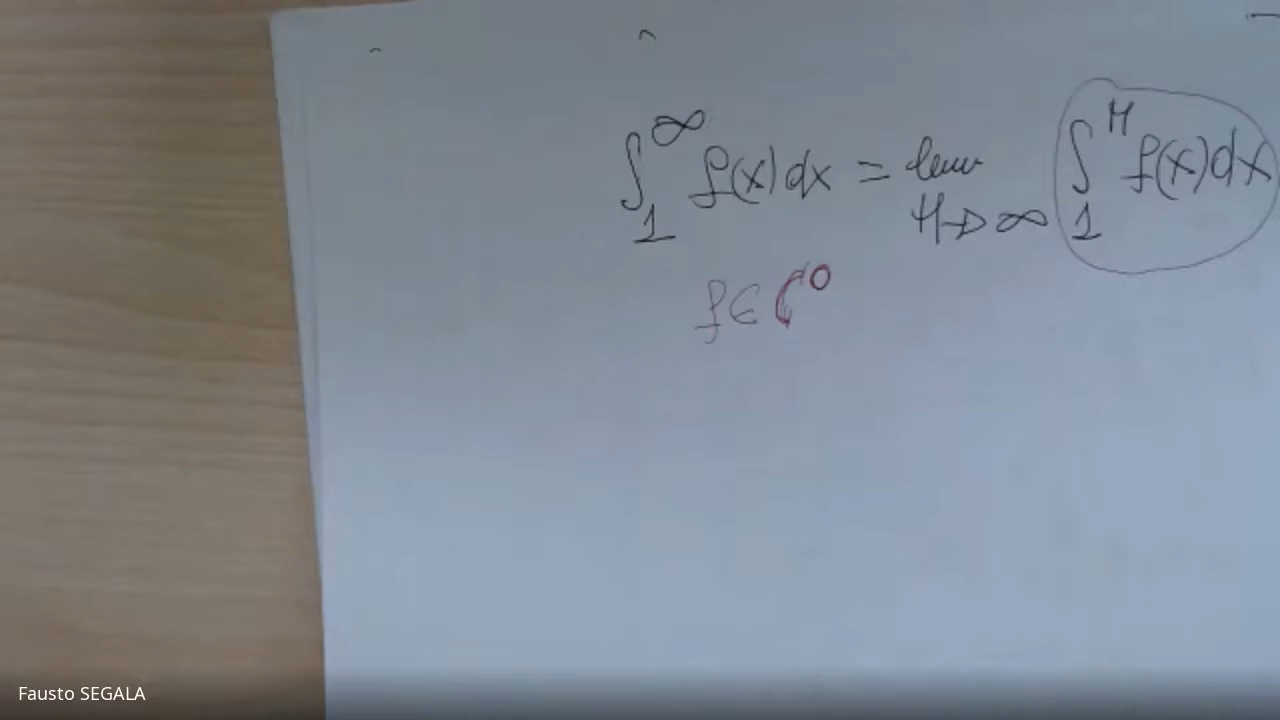 ∫₁^∞ f(x)dx = lim_{M→∞} ∫₁^M f(x)dx
f ∈ C⁰
Fausto SEGALA